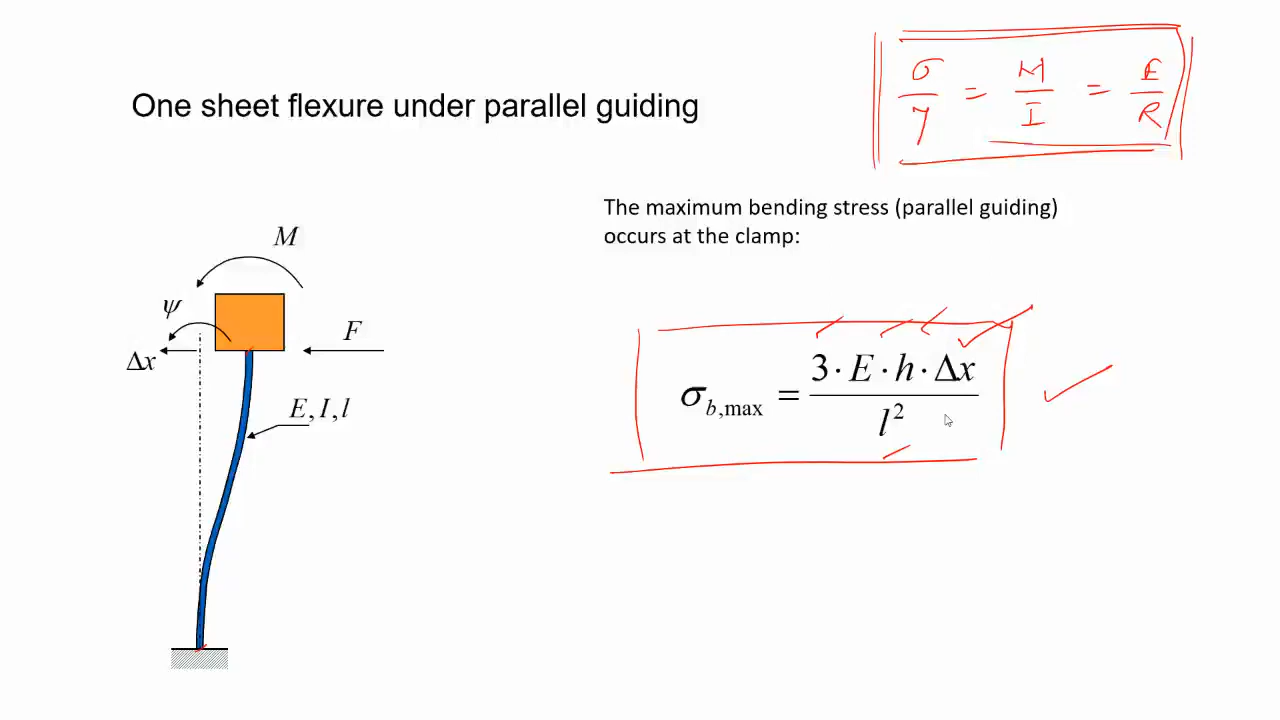 One sheet flexure under parallel guiding
σ/y = M/I = E/R
The maximum bending stress (parallel guiding)
occurs at the clamp:
M
ψ
F
Δx
E, I, l
σ_b,max = (3 · E · h · Δx) / l²